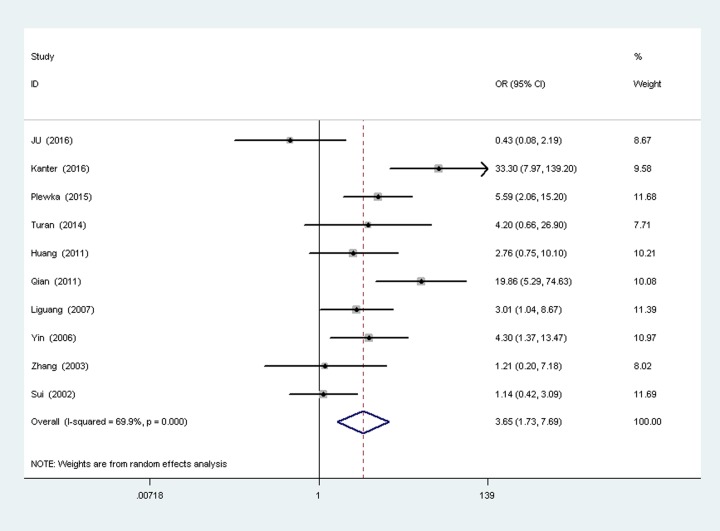 Study %
ID OR (95% CI) Weight
JU (2016) 0.43 (0.08, 2.19) 8.67
Kanter (2016) 33.30 (7.97, 139.20) 9.58
Plewka (2015) 5.59 (2.06, 15.20) 11.68
Turan (2014) 4.20 (0.66, 26.90) 7.71
Huang (2011) 2.76 (0.75, 10.10) 10.21
Qian (2011) 19.86 (5.29, 74.63) 10.08
Liguang (2007) 3.01 (1.04, 8.67) 11.39
Yin (2006) 4.30 (1.37, 13.47) 10.97
Zhang (2003) 1.21 (0.20, 7.18) 8.02
Sui (2002) 1.14 (0.42, 3.09) 11.69
Overall (I-squared = 69.9%, p = 0.000) 3.65 (1.73, 7.69) 100.00
NOTE: Weights are from random effects analysis
.00718 1 139